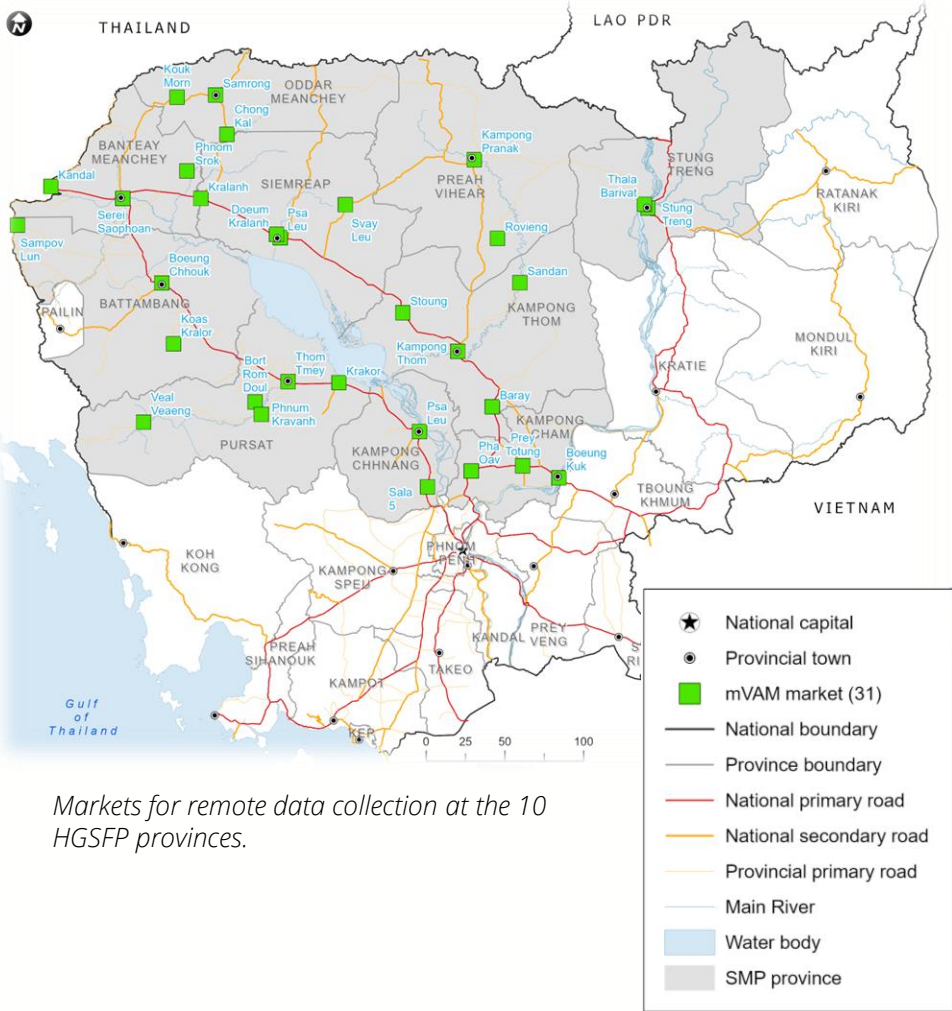 N
THAILAND
LAO PDR
Kouk
Morn
Samrong
ODDAR
MEANCHEY
Chong
Kal
BANTEAY
MEANCHEY
Phnom
Srok
Kampong
Pranak
Kandal
Kralanh
SIEMREAP
PREAH
VIHEAR
Thala
Barivat
STUNG
TRENG
Stung
Treng
RATANAK
KIRI
Serei
Saophoan
Doeum
Kralanh
Psa
Leu
Svay
Leu
Rovieng
Sampov
Lun
Boeung
Chhouk
Sandan
BATTAMBANG
PAILIN
Stoung
KAMPONG
THOM
Koas
Kralor
Kampong
Thom
MONDUL
KIRI
KRATIE
Bort
Rom
Doul
Thom
Tmey
Krakor
Veal
Veaeng
Phnum
Kravanh
Baray
PURSAT
Psa
Leu
KAMPONG
CHAM
KAMPONG
CHHNANG
Pha
Oav
Prey
Totung
Boeung
Kuk
Sala
5
TBOUNG
KHMUM
VIETNAM
KOH
KONG
PHNOM
PENH
KAMPONG
SPEU
KANDAL
PREY
VENG
PREAH
SIHANOUK
TAKEO
S
RI
KAMPOT
KEP
Gulf
of
Thailand
0 25 50 100
National capital
Provincial town
mVAM market (31)
National boundary
Province boundary
National primary road
National secondary road
Provincial primary road
Main River
Water body
SMP province
Markets for remote data collection at the 10
HGSFP provinces.